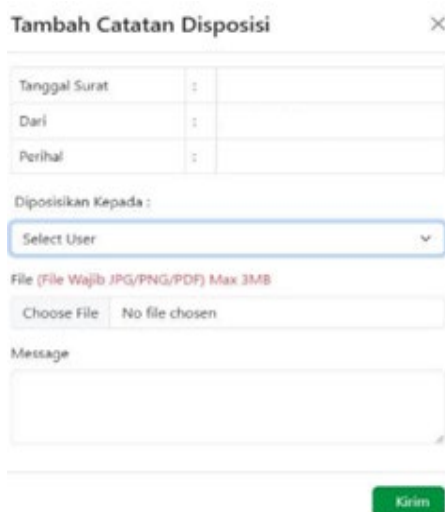 Tambah Catatan Disposisi ×
Tanggal Surat :
Dari :
Perihal :
Diposisikan Kepada :
Select User
File (File Wajib JPG/PNG/PDF) Max 3MB
Choose File No file chosen
Message
Kirim